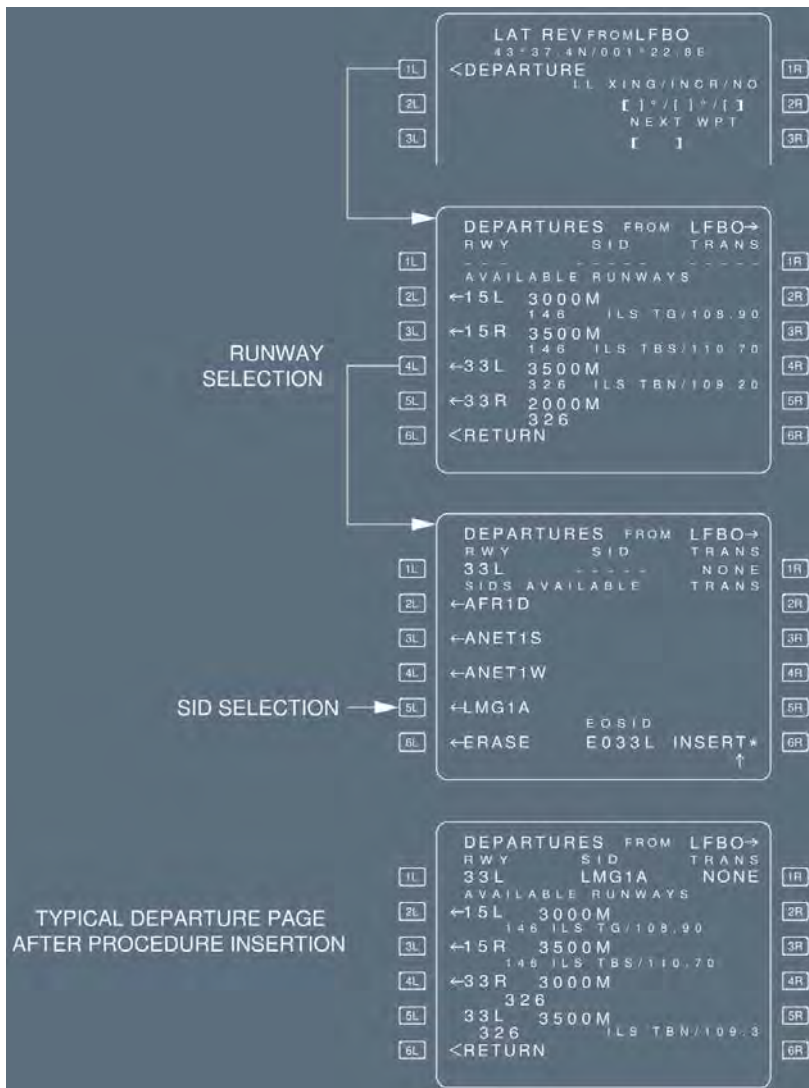 LAT REV FROM LFBO
43°37.4N/001°22.8E
1L <DEPARTURE 1R
LL XING/INCR/NO
2L [ ]°/[ ]°/[ ] 2R
NEXT WPT
3L [ ] 3R
DEPARTURES FROM LFBO→
RWY SID TRANS
1L --- ----- ----- 1R
AVAILABLE RUNWAYS
2L ←15L 3000M 2R
146 ILS TG/108.90
3L ←15R 3500M 3R
146 ILS TBS/110.70
RUNWAY
SELECTION
4L ←33L 3500M 4R
326 ILS TBN/109.20
5L ←33R 2000M 5R
326
6L <RETURN 6R
DEPARTURES FROM LFBO→
RWY SID TRANS
1L 33L ----- NONE 1R
SIDS AVAILABLE TRANS
2L ←AFR1D 2R
3L ←ANET1S 3R
4L ←ANET1W 4R
SID SELECTION
5L ←LMG1A 5R
EOSID
6L ←ERASE E033L INSERT* 6R
↑
DEPARTURES FROM LFBO→
RWY SID TRANS
1L 33L LMG1A NONE 1R
AVAILABLE RUNWAYS
TYPICAL DEPARTURE PAGE
AFTER PROCEDURE INSERTION
2L ←15L 3000M 2R
146 ILS TG/108.90
3L ←15R 3500M 3R
146 ILS TBS/110.70
4L ←33R 3000M 4R
326
5L 33L 3500M 5R
326 ILS TBN/109.3
6L <RETURN 6R